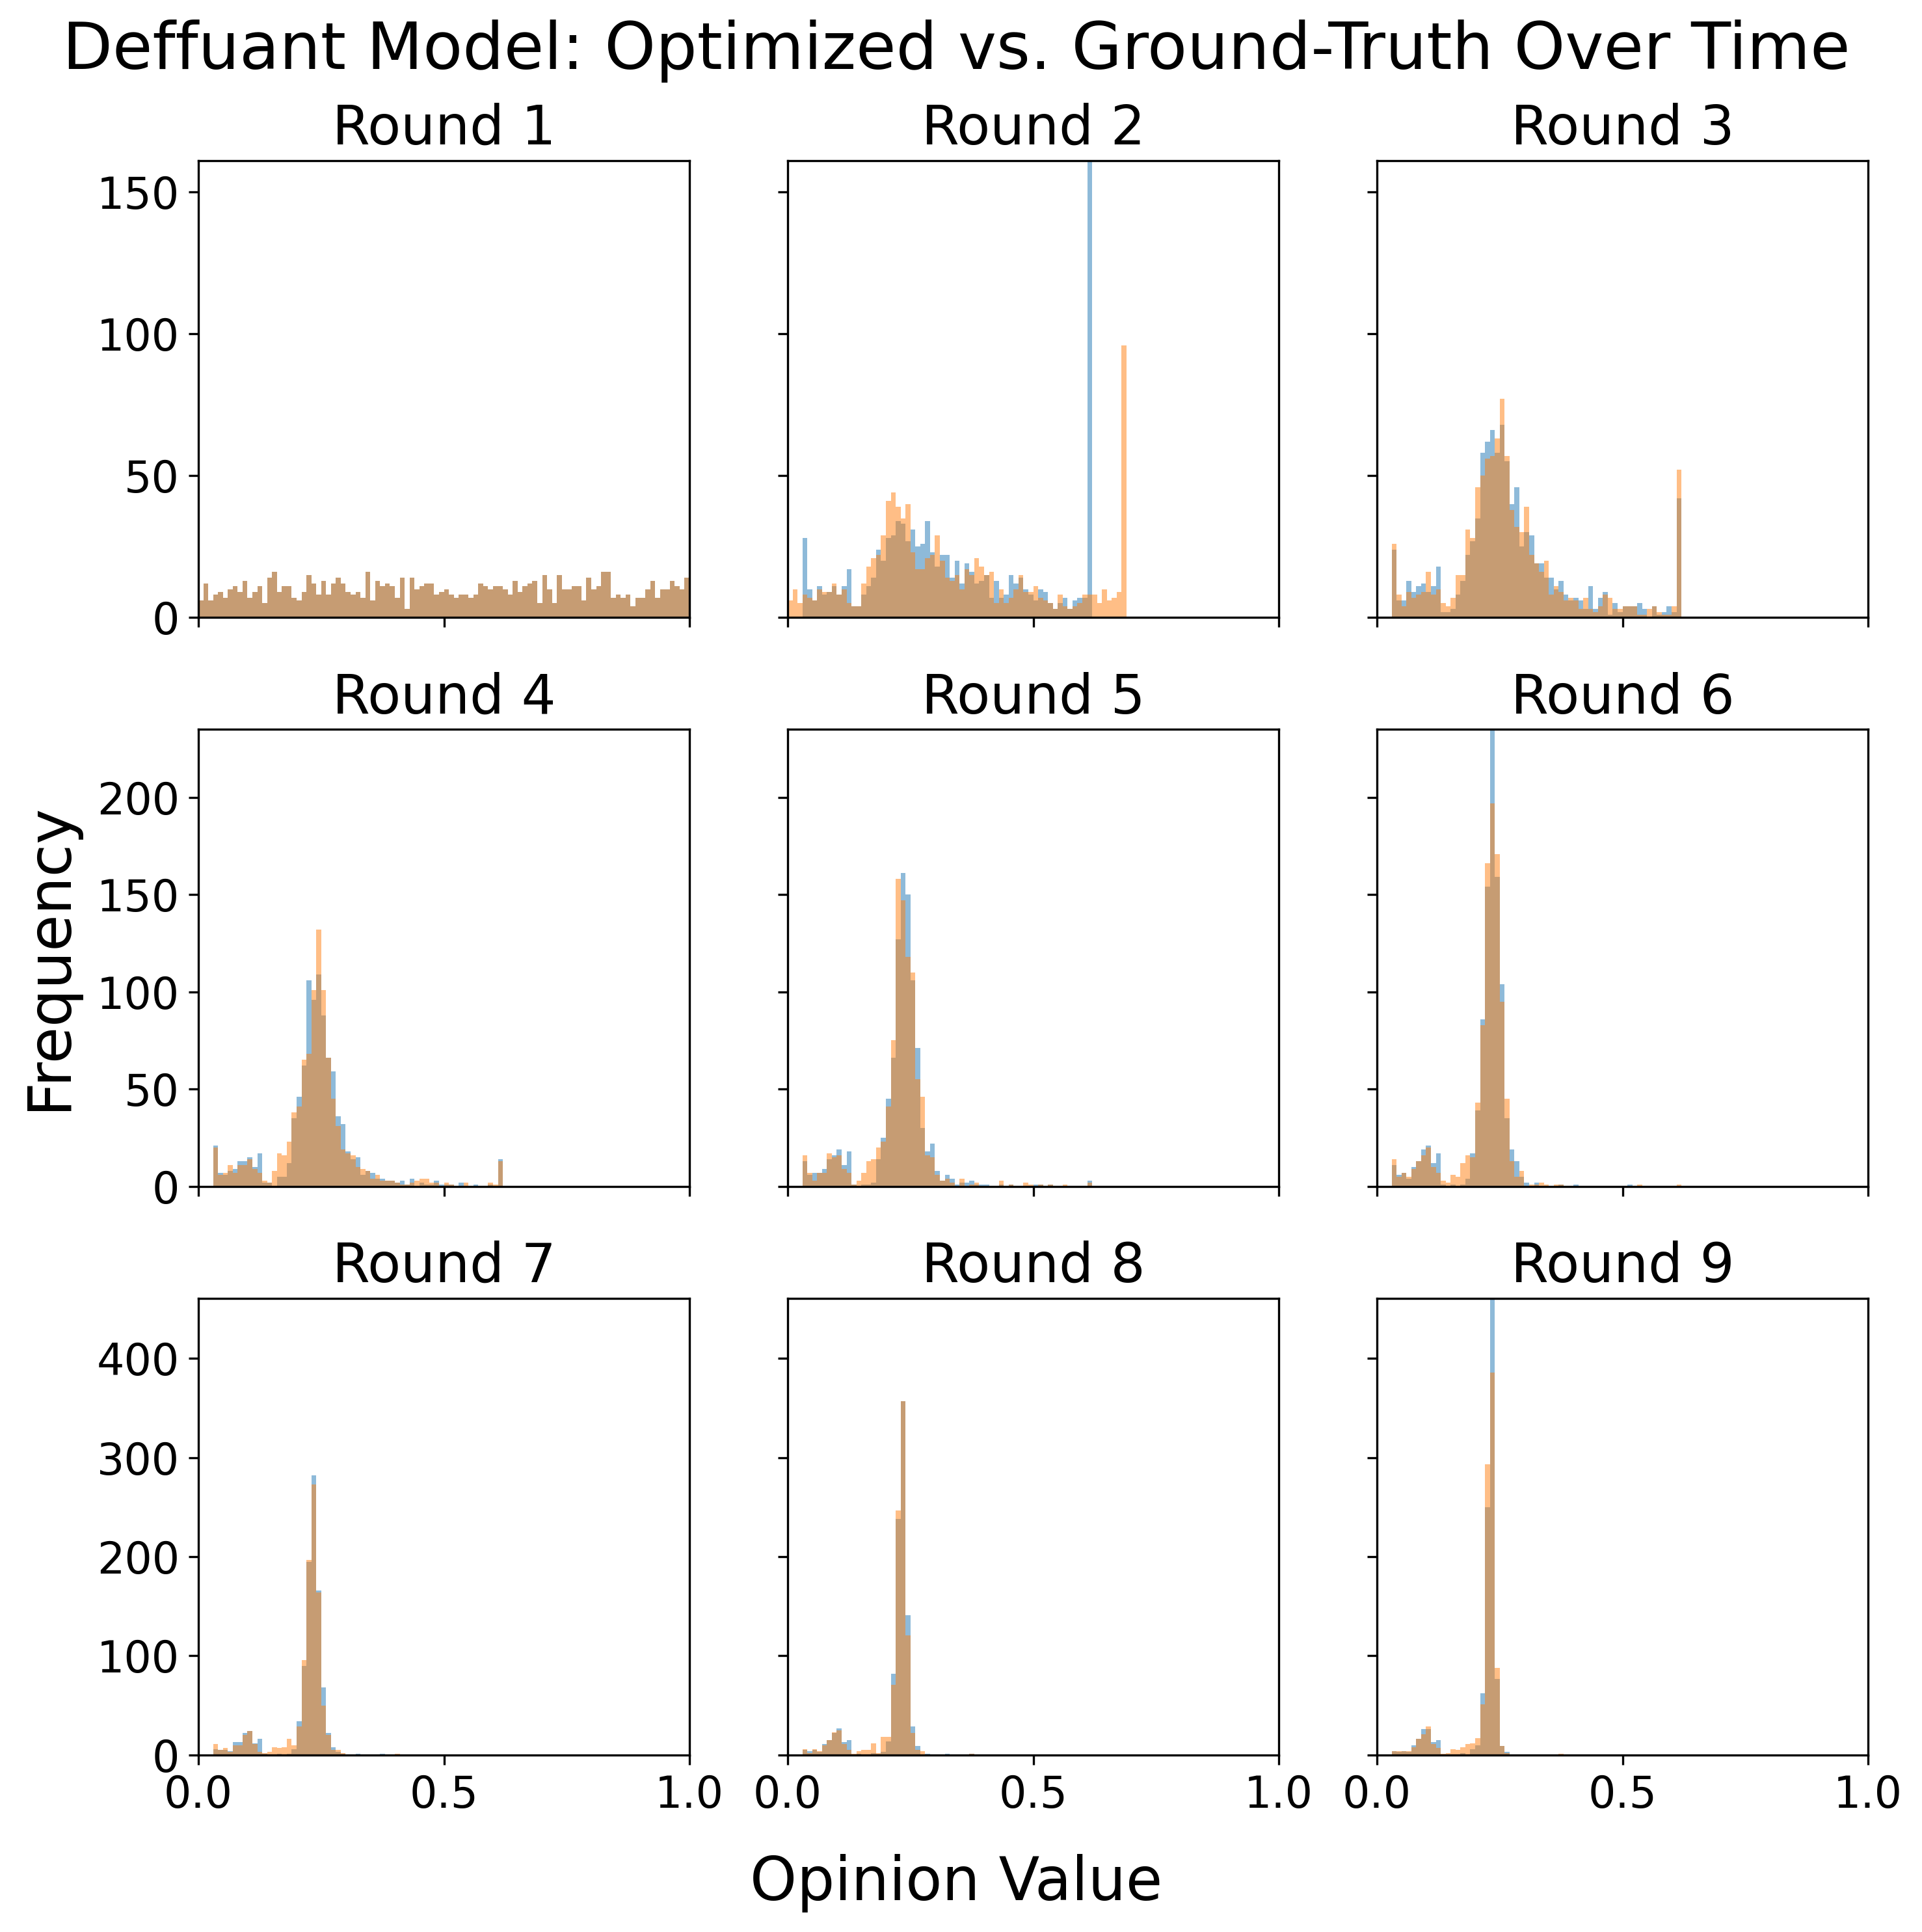 Deffuant Model: Optimized vs. Ground-Truth Over Time
Round 1
Round 2
Round 3
150
100
50
0
Round 4
Round 5
Round 6
200
150
100
50
0
Frequency
Round 7
Round 8
Round 9
400
300
200
100
0
0.0 0.5 1.0
0.0 0.5 1.0
0.0 0.5 1.0
Opinion Value